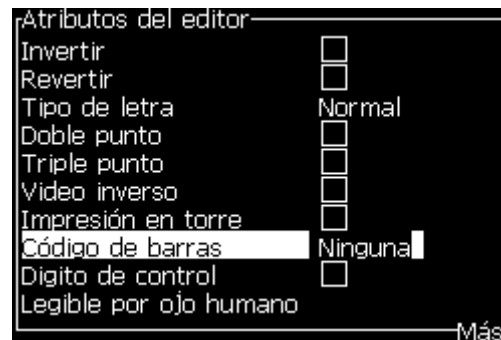 Atributos del editor
Invertir
Revertir
Tipo de letra Normal
Doble punto
Triple punto
Video inverso
Impresión en torre
Código de barras Ninguna
Digito de control
Legible por ojo humano
Más